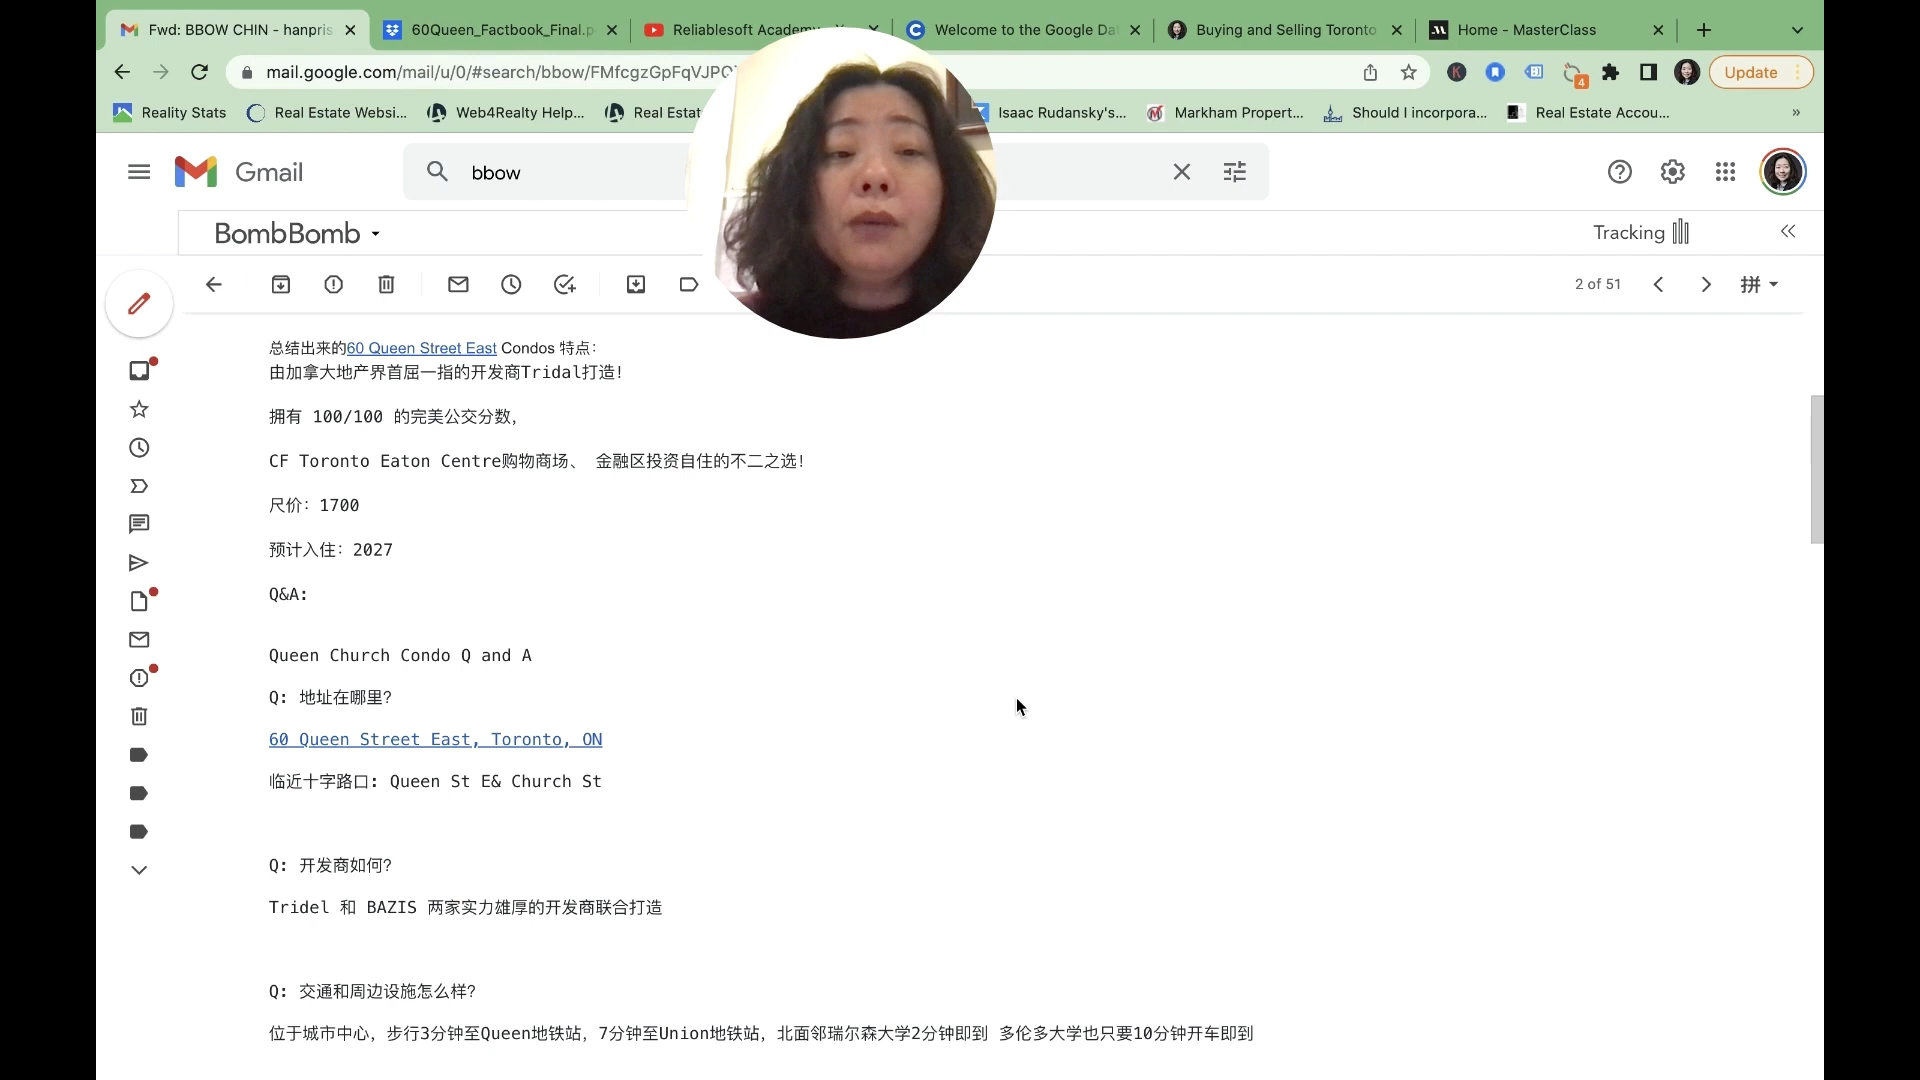 Fwd: BBOW CHIN - hanpris
60Queen_Factbook_Final.p
Reliablesoft Academy
Welcome to the Google Da
Buying and Selling Toronto
Home - MasterClass
mail.google.com/mail/u/0/#search/bbow/FMfcgzGpFqVJPQ
4
Update
Reality Stats
Real Estate Websi...
Web4Realty Help...
Real Estat
Isaac Rudansky's...
Markham Propert...
Should I incorpora...
Real Estate Accou...
»
Gmail
bbow
BombBomb
Tracking
2 of 51
拼
总结出来的60 Queen Street East Condos 特点：
由加拿大地产界首屈一指的开发商Tridal打造！
拥有 100/100 的完美公交分数，
CF Toronto Eaton Centre购物商场、 金融区投资自住的不二之选！
尺价：1700
预计入住：2027
Q&A:
Queen Church Condo Q and A
Q: 地址在哪里？
60 Queen Street East, Toronto, ON
临近十字路口: Queen St E& Church St
Q: 开发商如何？
Tridel 和 BAZIS 两家实力雄厚的开发商联合打造
Q: 交通和周边设施怎么样？
位于城市中心，步行3分钟至Queen地铁站，7分钟至Union地铁站，北面邻瑞尔森大学2分钟即到 多伦多大学也只要10分钟开车即到